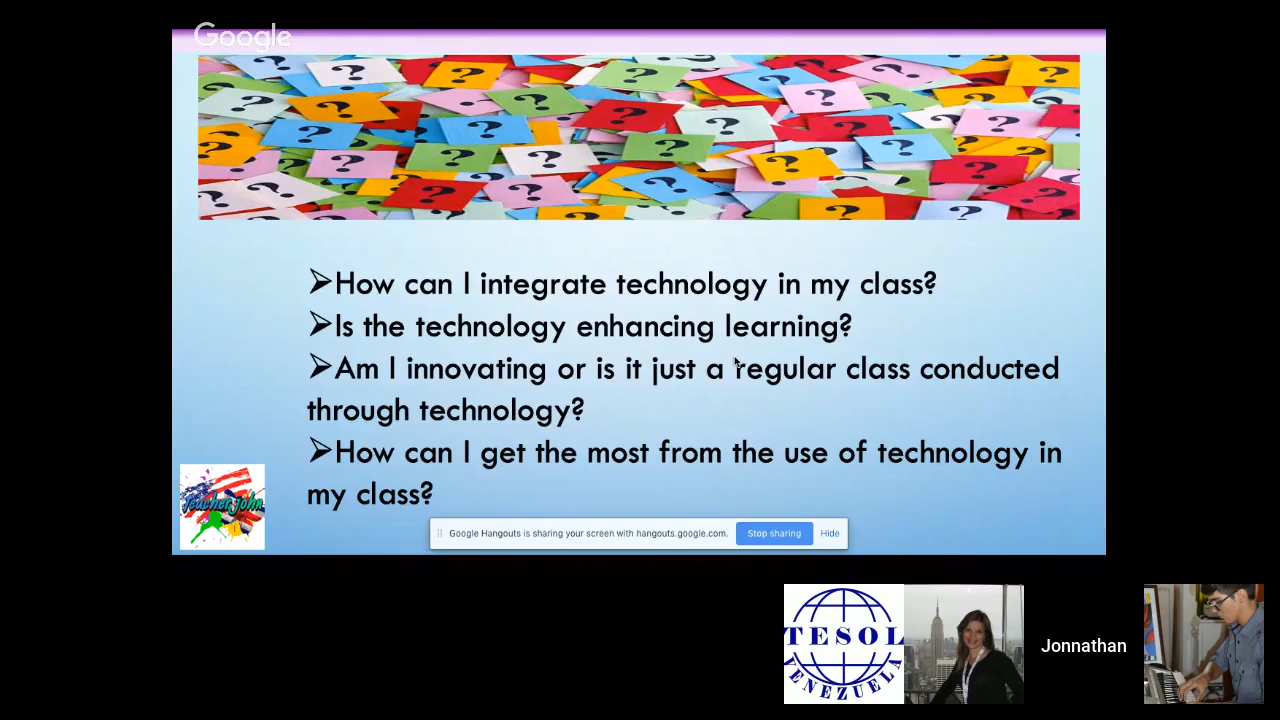 Google
➢How can I integrate technology in my class?
➢Is the technology enhancing learning?
➢Am I innovating or is it just a regular class conducted
through technology?
➢How can I get the most from the use of technology in
my class?
Teacher John
Google Hangouts is sharing your screen with hangouts.google.com.
Stop sharing
Hide
TESOL
VENEZUELA
Jonnathan